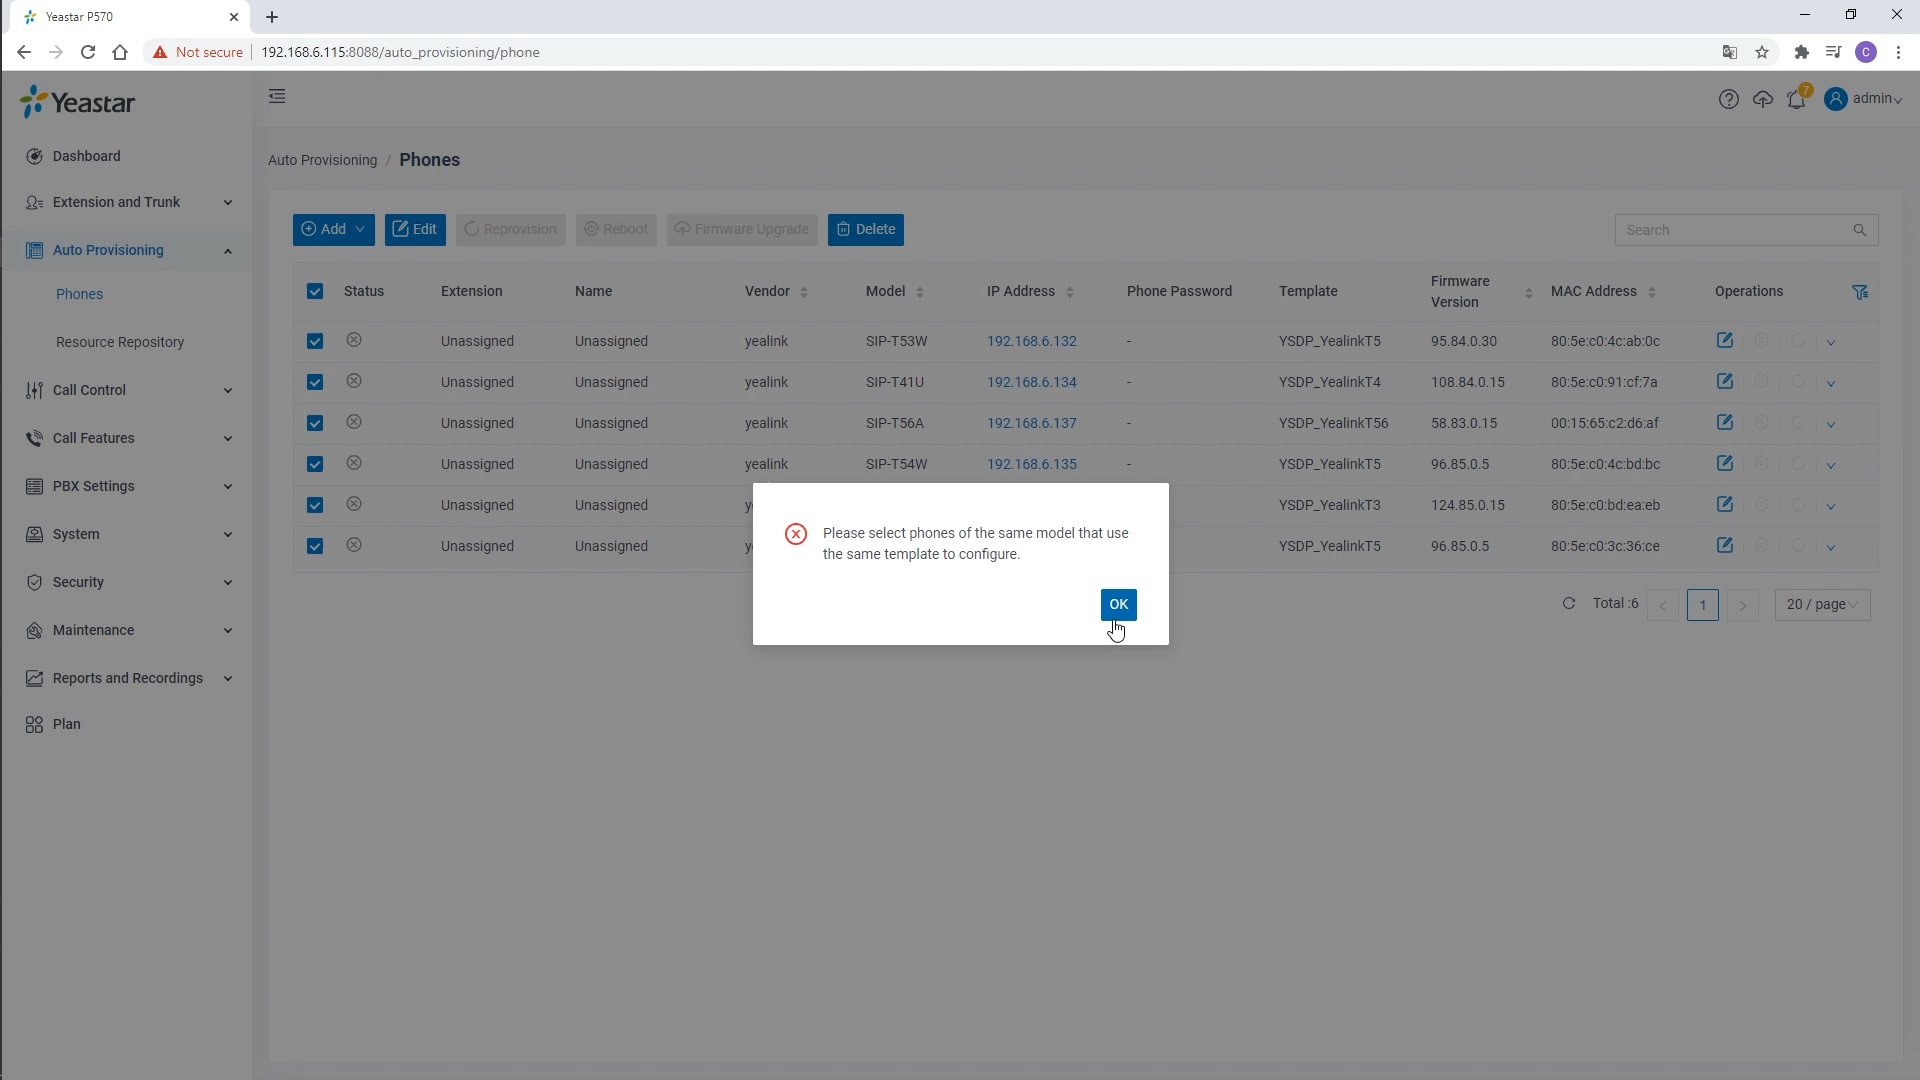 Yeastar P570
Not secure
192.168.6.115:8088/auto_provisioning/phone
C
Yeastar
7
admin
Dashboard
Extension and Trunk
Auto Provisioning
Phones
Resource Repository
Call Control
Call Features
PBX Settings
System
Security
Maintenance
Reports and Recordings
Plan
Auto Provisioning / Phones
Add
Edit
Reprovision
Reboot
Firmware Upgrade
Delete
Search
Status Extension Name Vendor Model IP Address Phone Password Template Firmware Version MAC Address Operations
Unassigned Unassigned yealink SIP-T53W 192.168.6.132 - YSDP_YealinkT5 95.84.0.30 80:5e:c0:4c:ab:0c
Unassigned Unassigned yealink SIP-T41U 192.168.6.134 - YSDP_YealinkT4 108.84.0.15 80:5e:c0:91:cf:7a
Unassigned Unassigned yealink SIP-T56A 192.168.6.137 - YSDP_YealinkT56 58.83.0.15 00:15:65:c2:d6:af
Unassigned Unassigned yealink SIP-T54W 192.168.6.135 - YSDP_YealinkT5 96.85.0.5 80:5e:c0:4c:bd:bc
Unassigned Unassigned YSDP_YealinkT3 124.85.0.15 80:5e:c0:bd:ea:eb
Unassigned Unassigned YSDP_YealinkT5 96.85.0.5 80:5e:c0:3c:36:ce
Please select phones of the same model that use
the same template to configure.
OK
Total :6 < 1 > 20 / page